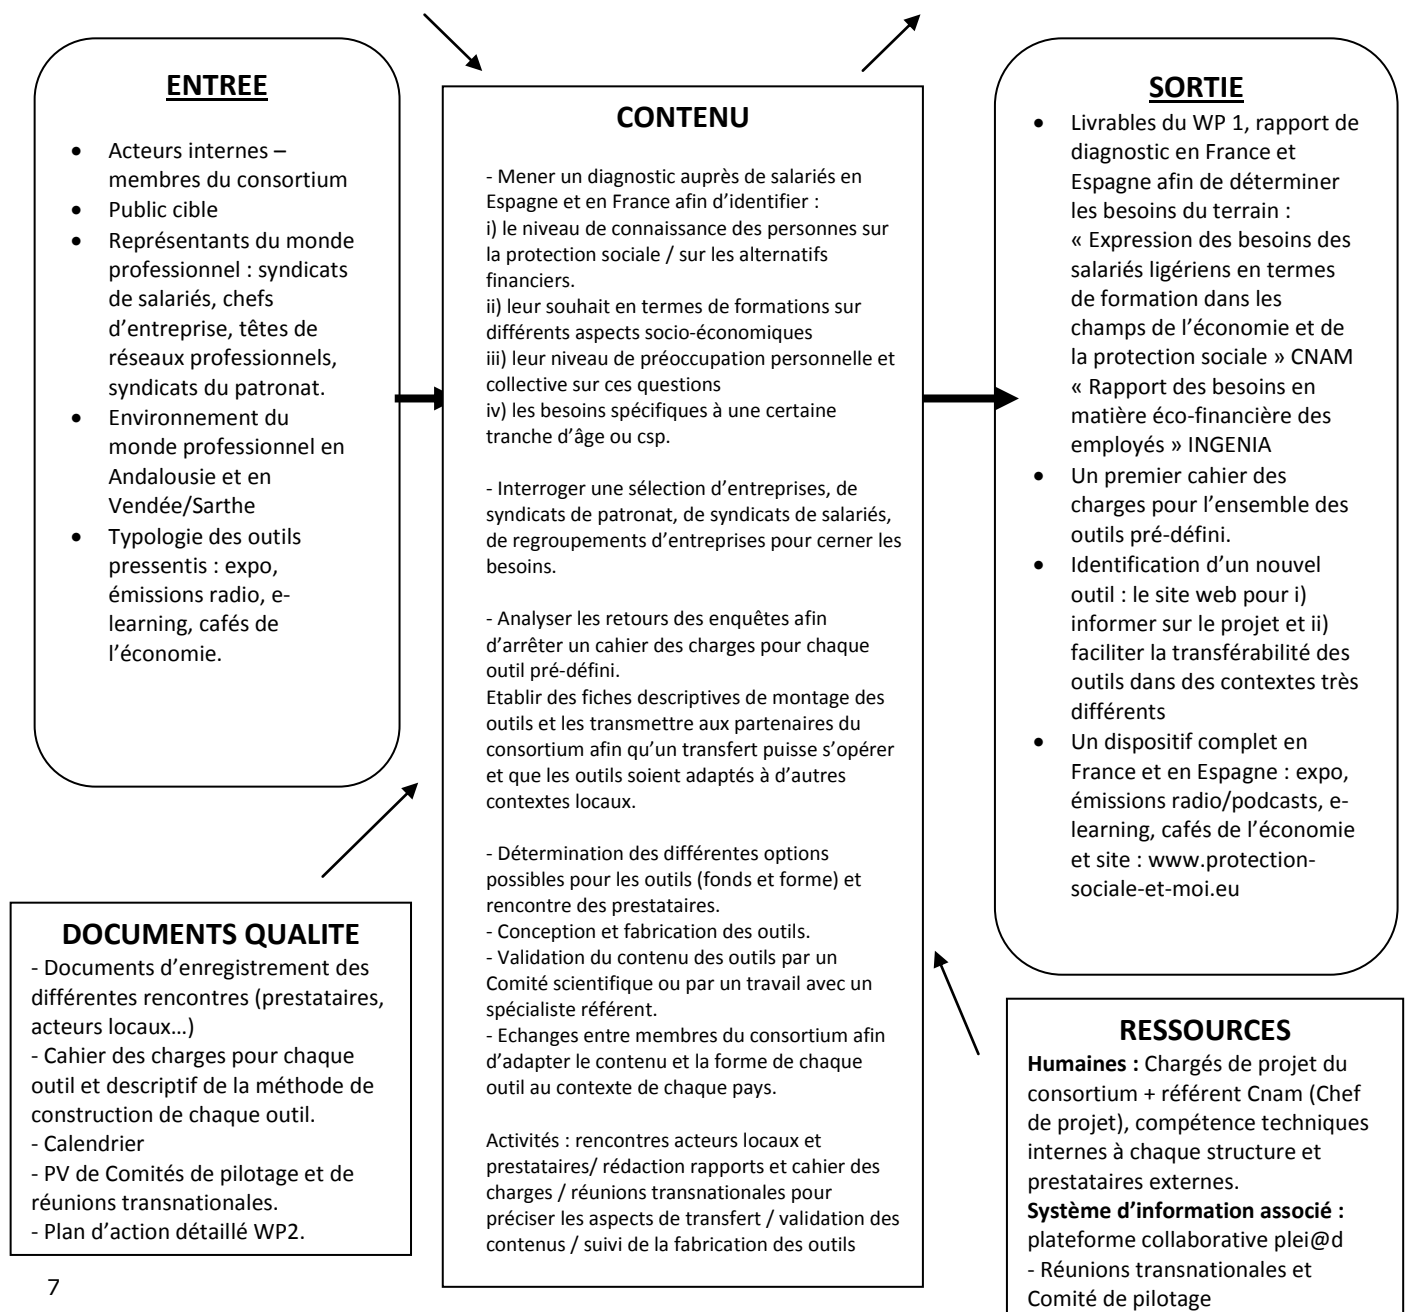 ENTREE
• Acteurs internes –
membres du consortium
• Public cible
• Représentants du monde
professionnel : syndicats
de salariés, chefs
d’entreprise, têtes de
réseaux professionnels,
syndicats du patronat.
• Environnement du
monde professionnel en
Andalousie et en
Vendée/Sarthe
• Typologie des outils
pressentis : expo,
émissions radio, e-
learning, cafés de
l’économie.
CONTENU
- Mener un diagnostic auprès de salariés en
Espagne et en France afin d’identifier :
i) le niveau de connaissance des personnes sur
la protection sociale / sur les alternatifs
financiers.
ii) leur souhait en termes de formations sur
différents aspects socio-économiques
iii) leur niveau de préoccupation personnelle et
collective sur ces questions
iv) les besoins spécifiques à une certaine
tranche d’âge ou csp.
- Interroger une sélection d’entreprises, de
syndicats de patronat, de syndicats de salariés,
de regroupements d’entreprises pour cerner les
besoins.
- Analyser les retours des enquêtes afin
d’arrêter un cahier des charges pour chaque
outil pré-défini.
Etablir des fiches descriptives de montage des
outils et les transmettre aux partenaires du
consortium afin qu’un transfert puisse s’opérer
et que les outils soient adaptés à d’autres
contextes locaux.
- Détermination des différentes options
possibles pour les outils (fonds et forme) et
rencontre des prestataires.
- Conception et fabrication des outils.
- Validation du contenu des outils par un
Comité scientifique ou par un travail avec un
spécialiste référent.
- Echanges entre membres du consortium afin
d’adapter le contenu et la forme de chaque
outil au contexte de chaque pays.
Activités : rencontres acteurs locaux et
prestataires/ rédaction rapports et cahier des
charges / réunions transnationales pour
préciser les aspects de transfert / validation des
contenus / suivi de la fabrication des outils
SORTIE
• Livrables du WP 1, rapport de
diagnostic en France et
Espagne afin de déterminer
les besoins du terrain :
« Expression des besoins des
salariés ligériens en termes
de formation dans les
champs de l’économie et de
la protection sociale » CNAM
« Rapport des besoins en
matière éco-financière des
employés » INGENIA
• Un premier cahier des
charges pour l’ensemble des
outils pré-défini.
• Identification d’un nouvel
outil : le site web pour i)
informer sur le projet et ii)
faciliter la transférabilité des
outils dans des contextes très
différents
• Un dispositif complet en
France et en Espagne : expo,
émissions radio/podcasts, e-
learning, cafés de l’économie
et site : www.protection-
sociale-et-moi.eu
DOCUMENTS QUALITE
- Documents d’enregistrement des
différentes rencontres (prestataires,
acteurs locaux…)
- Cahier des charges pour chaque
outil et descriptif de la méthode de
construction de chaque outil.
- Calendrier
- PV de Comités de pilotage et de
réunions transnationales.
- Plan d’action détaillé WP2.
RESSOURCES
Humaines : Chargés de projet du
consortium + référent Cnam (Chef
de projet), compétence techniques
internes à chaque structure et
prestataires externes.
Système d’information associé :
plateforme collaborative plei@d
- Réunions transnationales et
Comité de pilotage
7